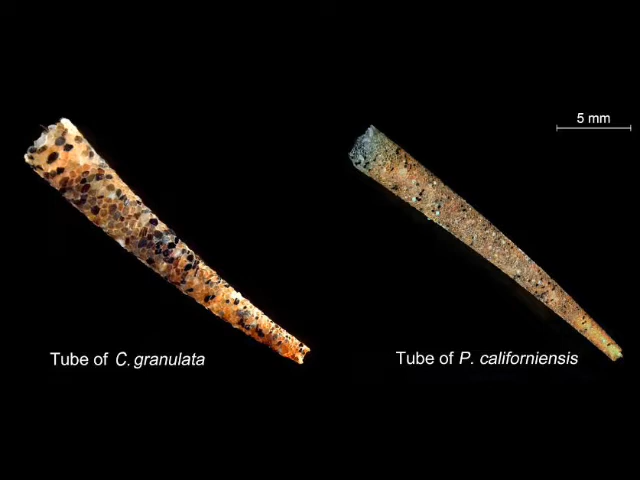 5 mm
Tube of C. granulata
Tube of P. californiensis